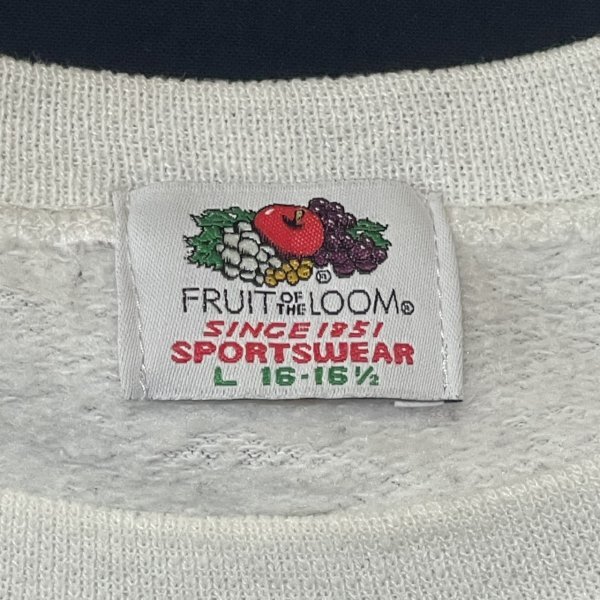 ®
FRUIT OF THE LOOM®
SINCE 1851
SPORTSWEAR
L 16-16½